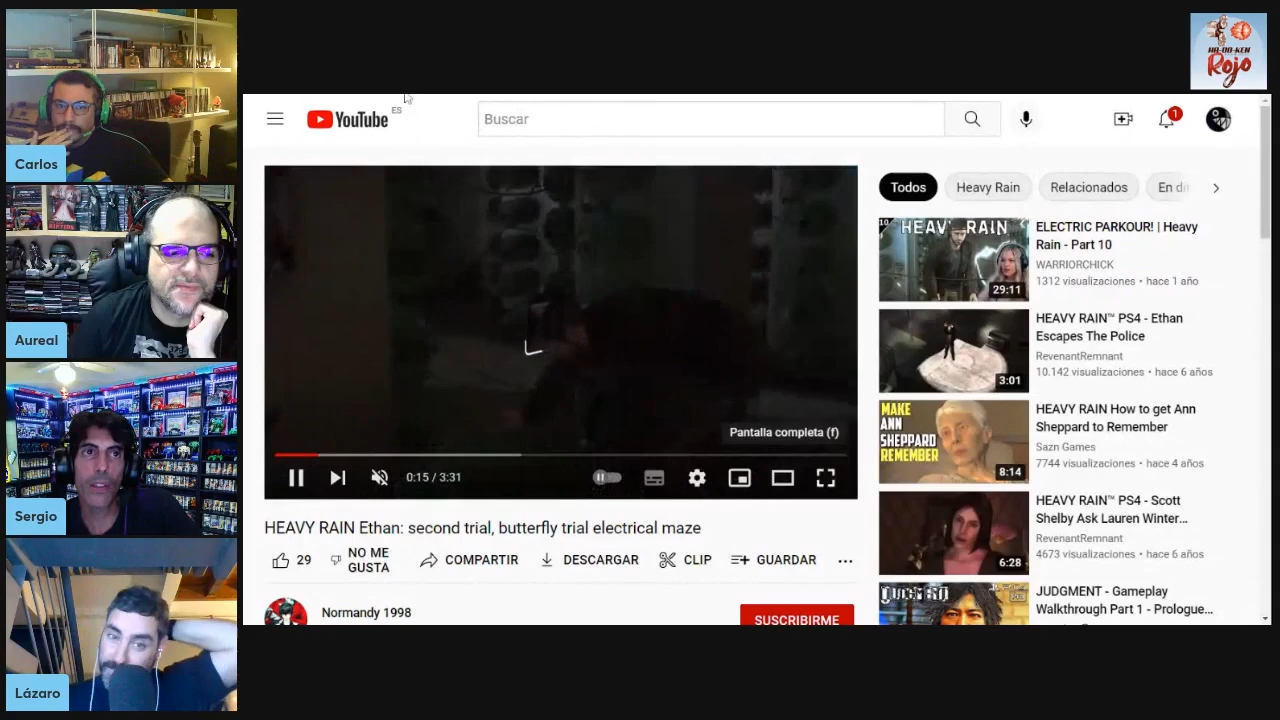 Carlos
Aureal
Sergio
Lázaro
HA-DO-KEN
Rojo
YouTube
ES
Buscar
1
Pantalla completa (f)
0:15 / 3:31
HEAVY RAIN Ethan: second trial, butterfly trial electrical maze
29
NO ME GUSTA
COMPARTIR
DESCARGAR
CLIP
GUARDAR
Normandy 1998
SUSCRIBIRME
Todos
Heavy Rain
Relacionados
En di
10
HEAVY RAIN
29:11
ELECTRIC PARKOUR! | Heavy
Rain - Part 10
WARRIORCHICK
1312 visualizaciones • hace 1 año
3:01
HEAVY RAIN™ PS4 - Ethan
Escapes The Police
RevenantRemnant
10.142 visualizaciones • hace 6 años
MAKE
ANN
SHEPPARD
REMEMBER
8:14
HEAVY RAIN How to get Ann
Sheppard to Remember
Sazn Games
7744 visualizaciones • hace 4 años
6:28
HEAVY RAIN™ PS4 - Scott
Shelby Ask Lauren Winter...
RevenantRemnant
4673 visualizaciones • hace 6 años
JUDGMENT - Gameplay
Walkthrough Part 1 - Prologue...